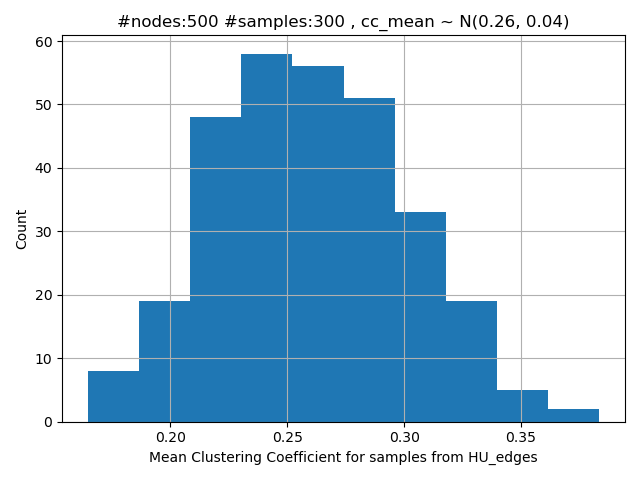 #nodes:500 #samples:300 , cc_mean ~ N(0.26, 0.04)
60
50
40
30
20
10
0
Count
0.20 0.25 0.30 0.35
Mean Clustering Coefficient for samples from HU_edges